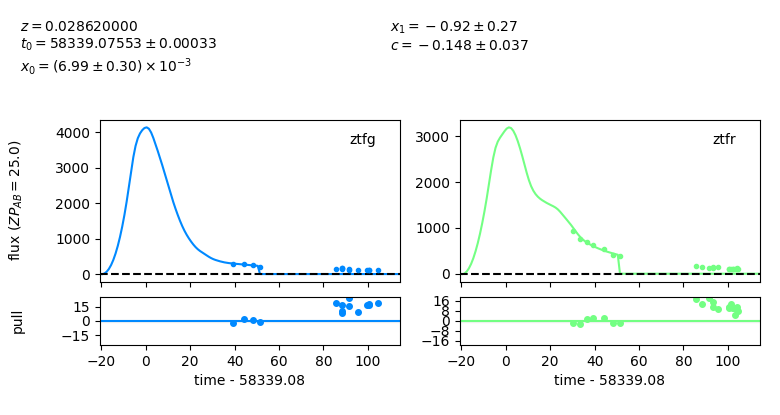 z = 0.028620000
t₀ = 58339.07553 ± 0.00033
x₀ = (6.99 ± 0.30) × 10⁻³
x₁ = −0.92 ± 0.27
c = −0.148 ± 0.037
flux (ZP_AB = 25.0)
4000
3000
2000
1000
0
ztfg
3000
2000
1000
0
ztfr
pull
15
0
−15
−20 0 20 40 60 80 100
time - 58339.08
16
8
0
−8
−16
−20 0 20 40 60 80 100
time - 58339.08